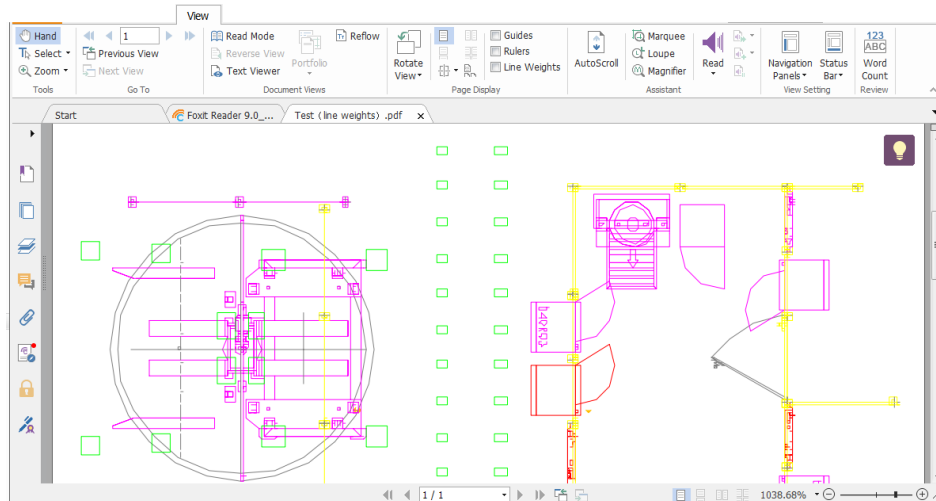 View
Hand
Select
Zoom
Tools
1
Previous View
Next View
Go To
Read Mode
Reverse View
Text Viewer
Portfolio
Reflow
Document Views
Rotate
View
Guides
Rulers
Line Weights
Page Display
AutoScroll
Marquee
Loupe
Magnifier
Read
Assistant
Navigation
Panels
Status
Bar
View Setting
123
ABC
Word
Count
Review
Start
Foxit Reader 9.0_...
Test (line weights) .pdf
1 / 1
1038.68%